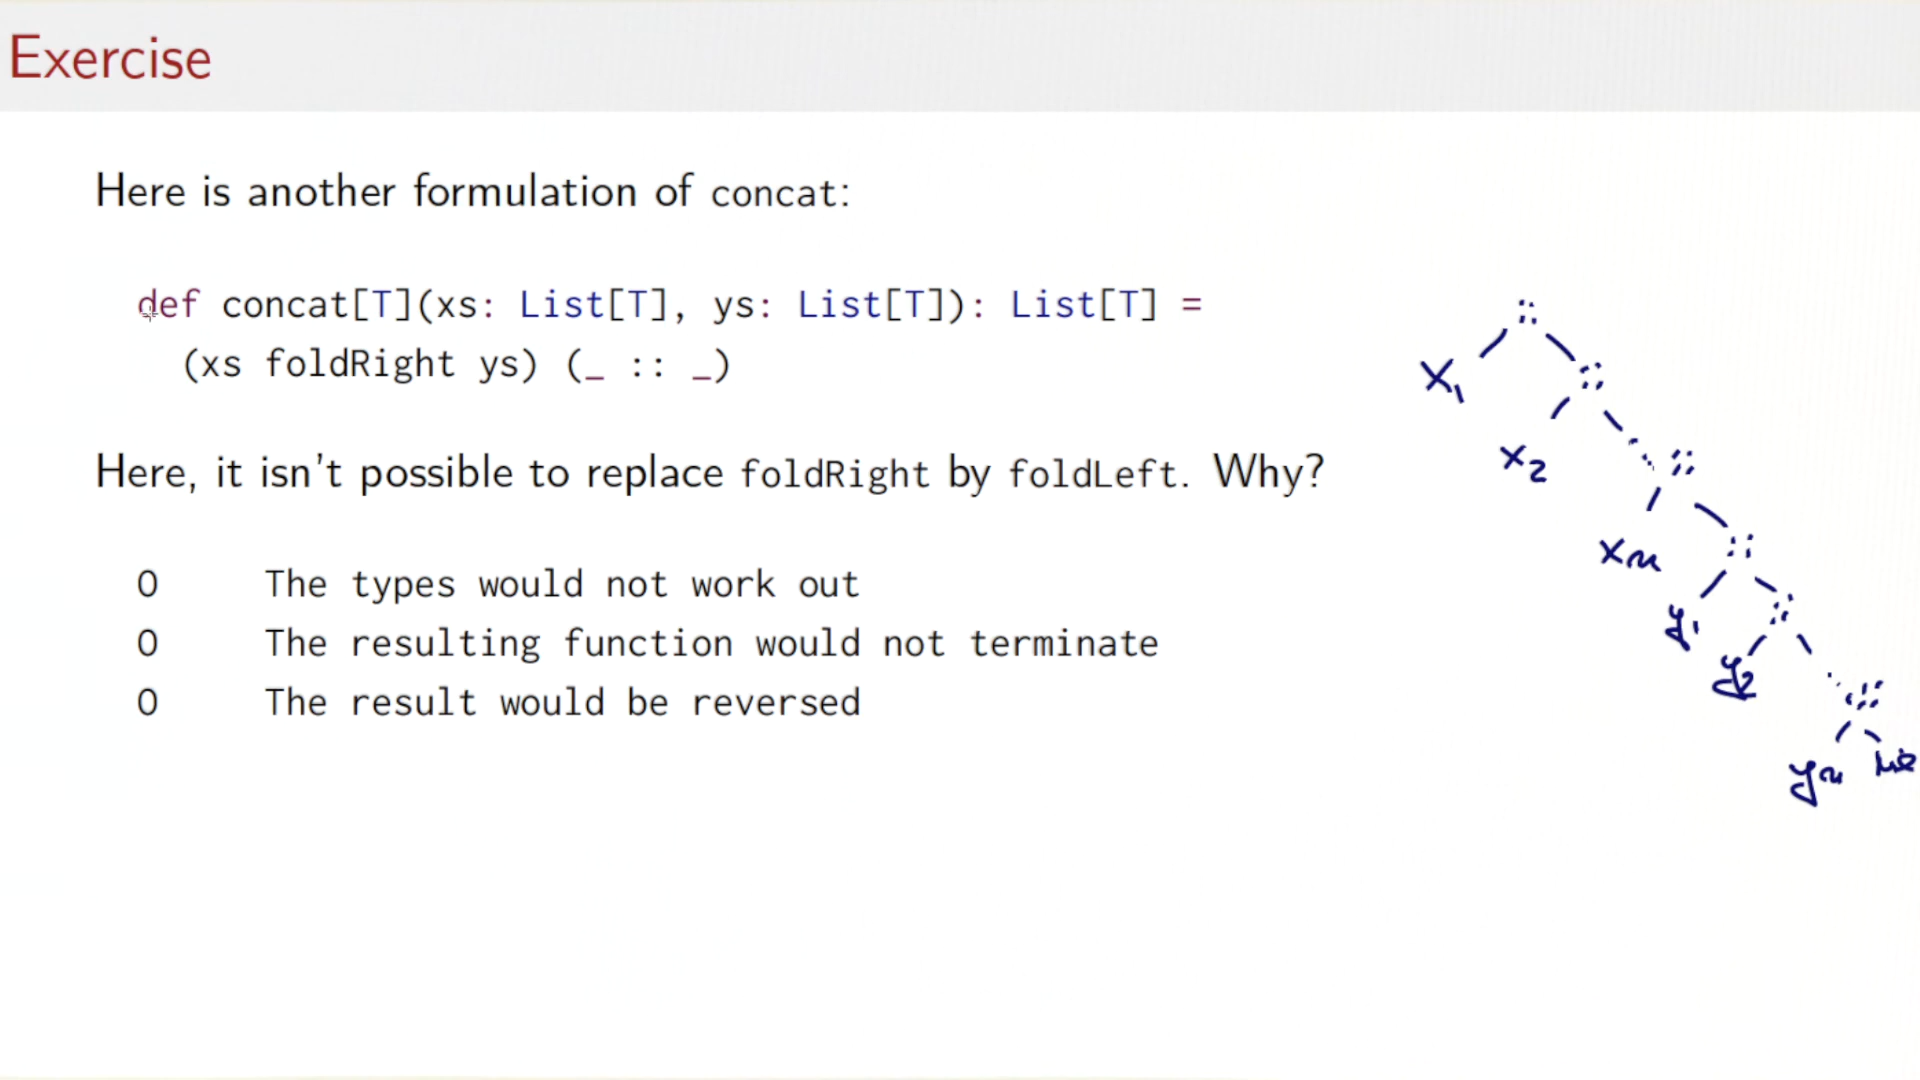 Exercise
Here is another formulation of concat:
def concat[T](xs: List[T], ys: List[T]): List[T] =
(xs foldRight ys) (_ :: _)
Here, it isn't possible to replace foldRight by foldLeft. Why?
O The types would not work out
O The resulting function would not terminate
O The result would be reversed
::
x₁ ::
x₂ ::
xn ::
y₁ ::
y₂ ::
yn